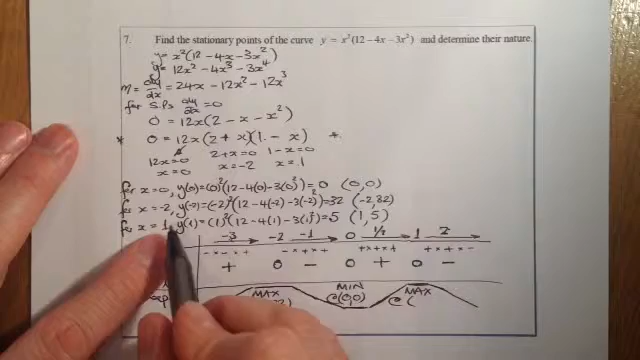 7. Find the stationary points of the curve y = x²(12 − 4x − 3x²) and determine their nature.
y = x²(12 − 4x − 3x²)
y = 12x² − 4x³ − 3x⁴
m = dy/dx = 24x − 12x² − 12x³
for S.Ps dy/dx = 0
0 = 12x(2 − x − x²)
* 0 = 12x(2 + x)(1 − x) *
12x = 0 2 + x = 0 1 − x = 0
x = 0 x = −2 x = 1
for x = 0, y(0) = (0)²(12 − 4(0) − 3(0²)) = 0 (0,0)
for x = −2, y(−2) = (−2)²(12 − 4(−2) − 3(−2)²) = 32 (−2,32)
for x = 1, y(1) = (1)²(12 − 4(1) − 3(1)²) = 5 (1,5)
−3 → −2 −1 → 0 ½ → 1 2 →
− × − × + − × + × + + × + × + + × + × −
+ 0 − 0 + 0 −
MAX MIN MAX
@(0,0) @(